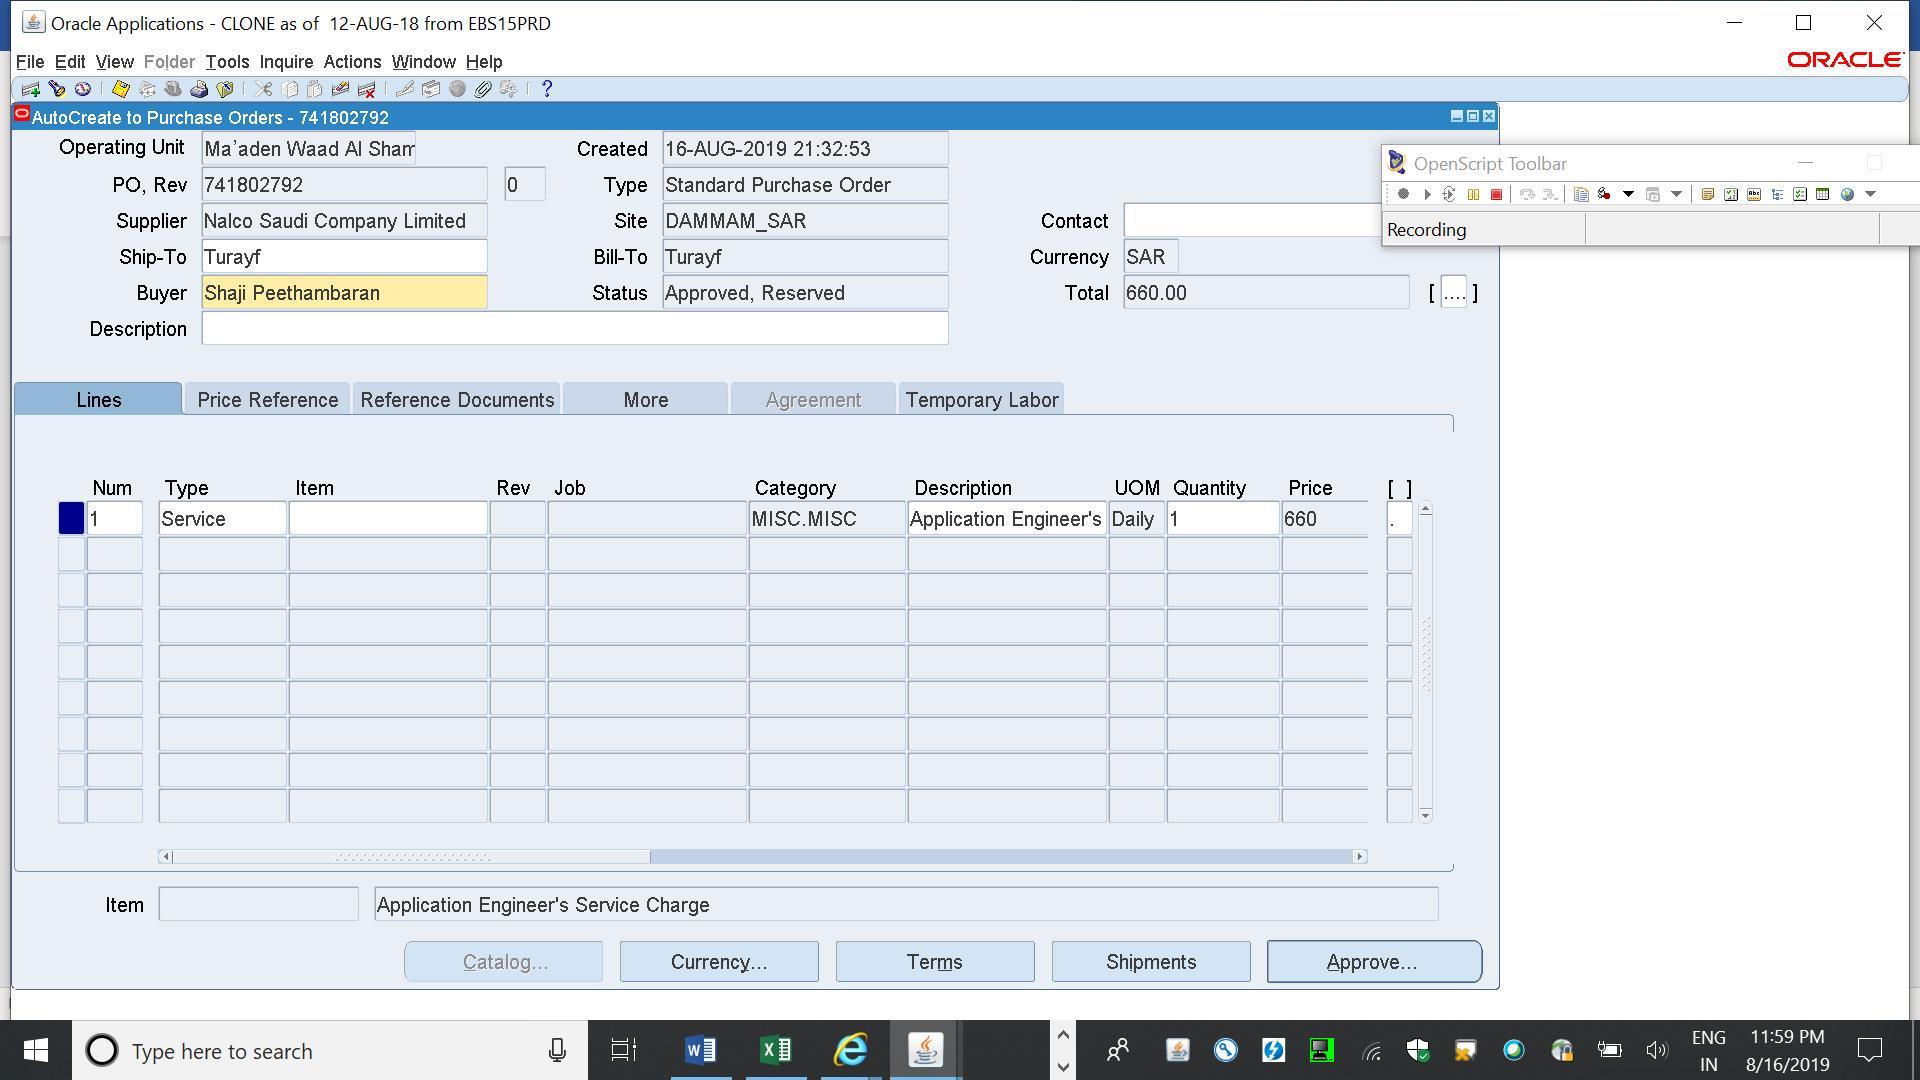 Oracle Applications - CLONE as of 12-AUG-18 from EBS15PRD
File Edit View Folder Tools Inquire Actions Window Help
ORACLE
AutoCreate to Purchase Orders - 741802792
OpenScript Toolbar
Recording
Operating Unit Ma'aden Waad Al Sham Created 16-AUG-2019 21:32:53
PO, Rev 741802792 0 Type Standard Purchase Order
Supplier Nalco Saudi Company Limited Site DAMMAM_SAR Contact
Ship-To Turayf Bill-To Turayf Currency SAR
Buyer Shaji Peethambaran Status Approved, Reserved Total 660.00 [ .... ]
Description
Lines Price Reference Reference Documents More Agreement Temporary Labor
Num Type Item Rev Job Category Description UOM Quantity Price [ ]
1 Service MISC.MISC Application Engineer's Daily 1 660 .
Item Application Engineer's Service Charge
Catalog... Currency... Terms Shipments Approve...
Type here to search
ENG 11:59 PM
IN 8/16/2019